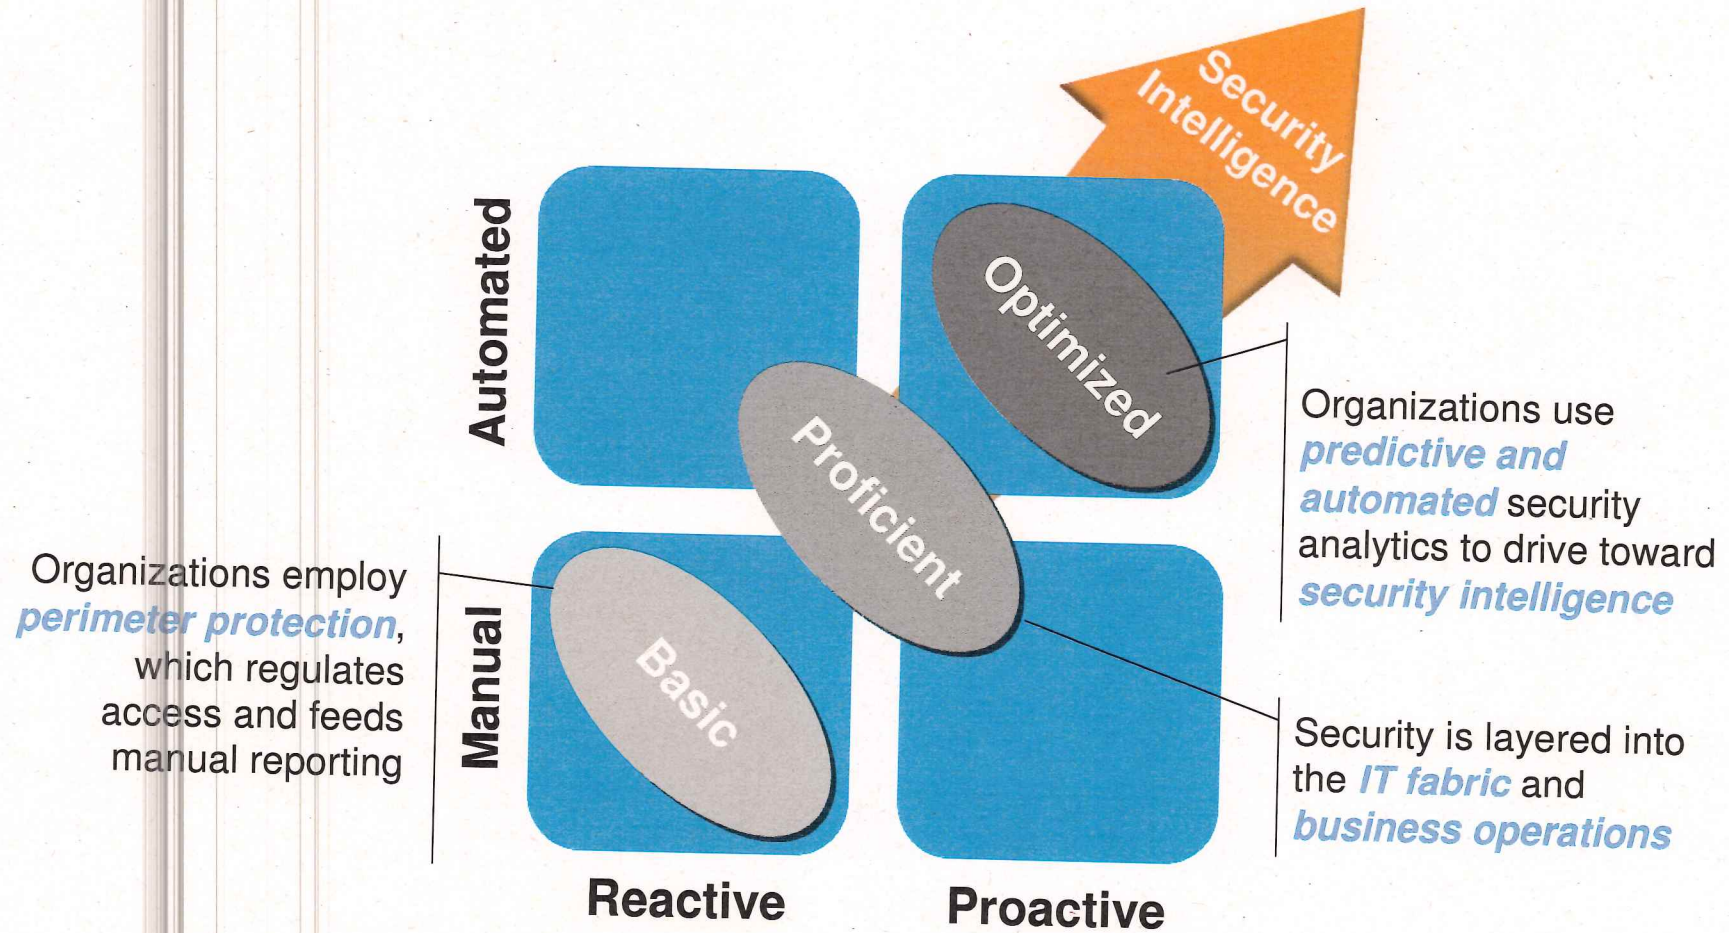 Security
Intelligence
Automated
Optimized
Proficient
Organizations use
predictive and
automated security
analytics to drive toward
security intelligence
Organizations employ
perimeter protection,
which regulates
access and feeds
manual reporting
Manual
Basic
Security is layered into
the IT fabric and
business operations
Reactive
Proactive